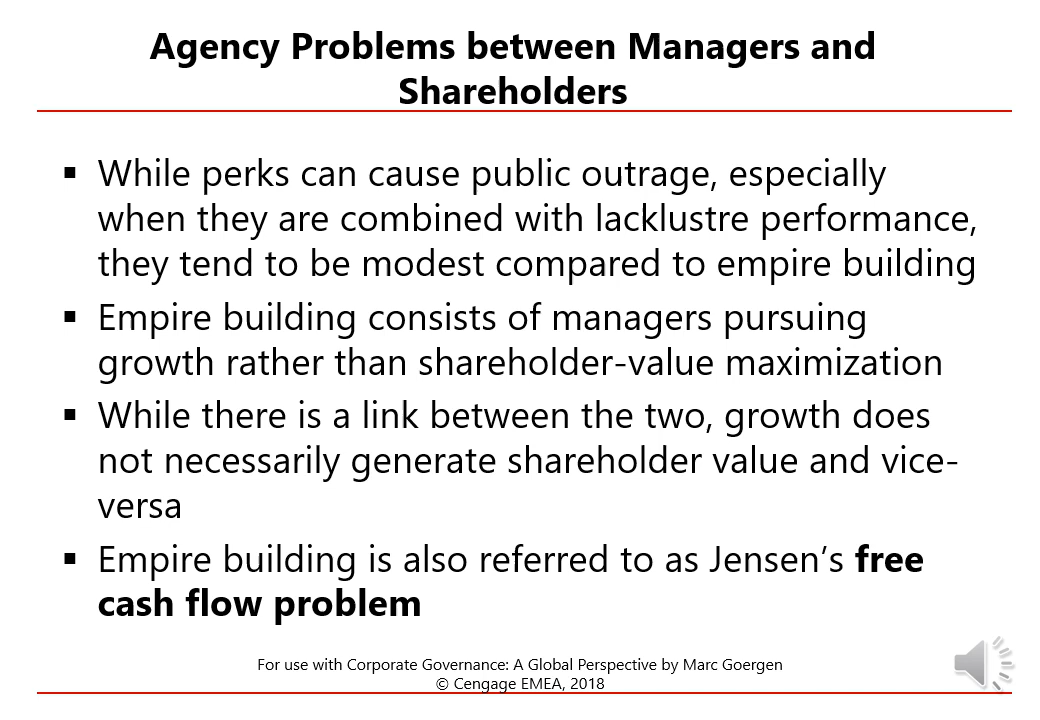 Agency Problems between Managers and
Shareholders
▪ While perks can cause public outrage, especially
when they are combined with lacklustre performance,
they tend to be modest compared to empire building
▪ Empire building consists of managers pursuing
growth rather than shareholder-value maximization
▪ While there is a link between the two, growth does
not necessarily generate shareholder value and vice-
versa
▪ Empire building is also referred to as Jensen’s free
cash flow problem
For use with Corporate Governance: A Global Perspective by Marc Goergen
© Cengage EMEA, 2018